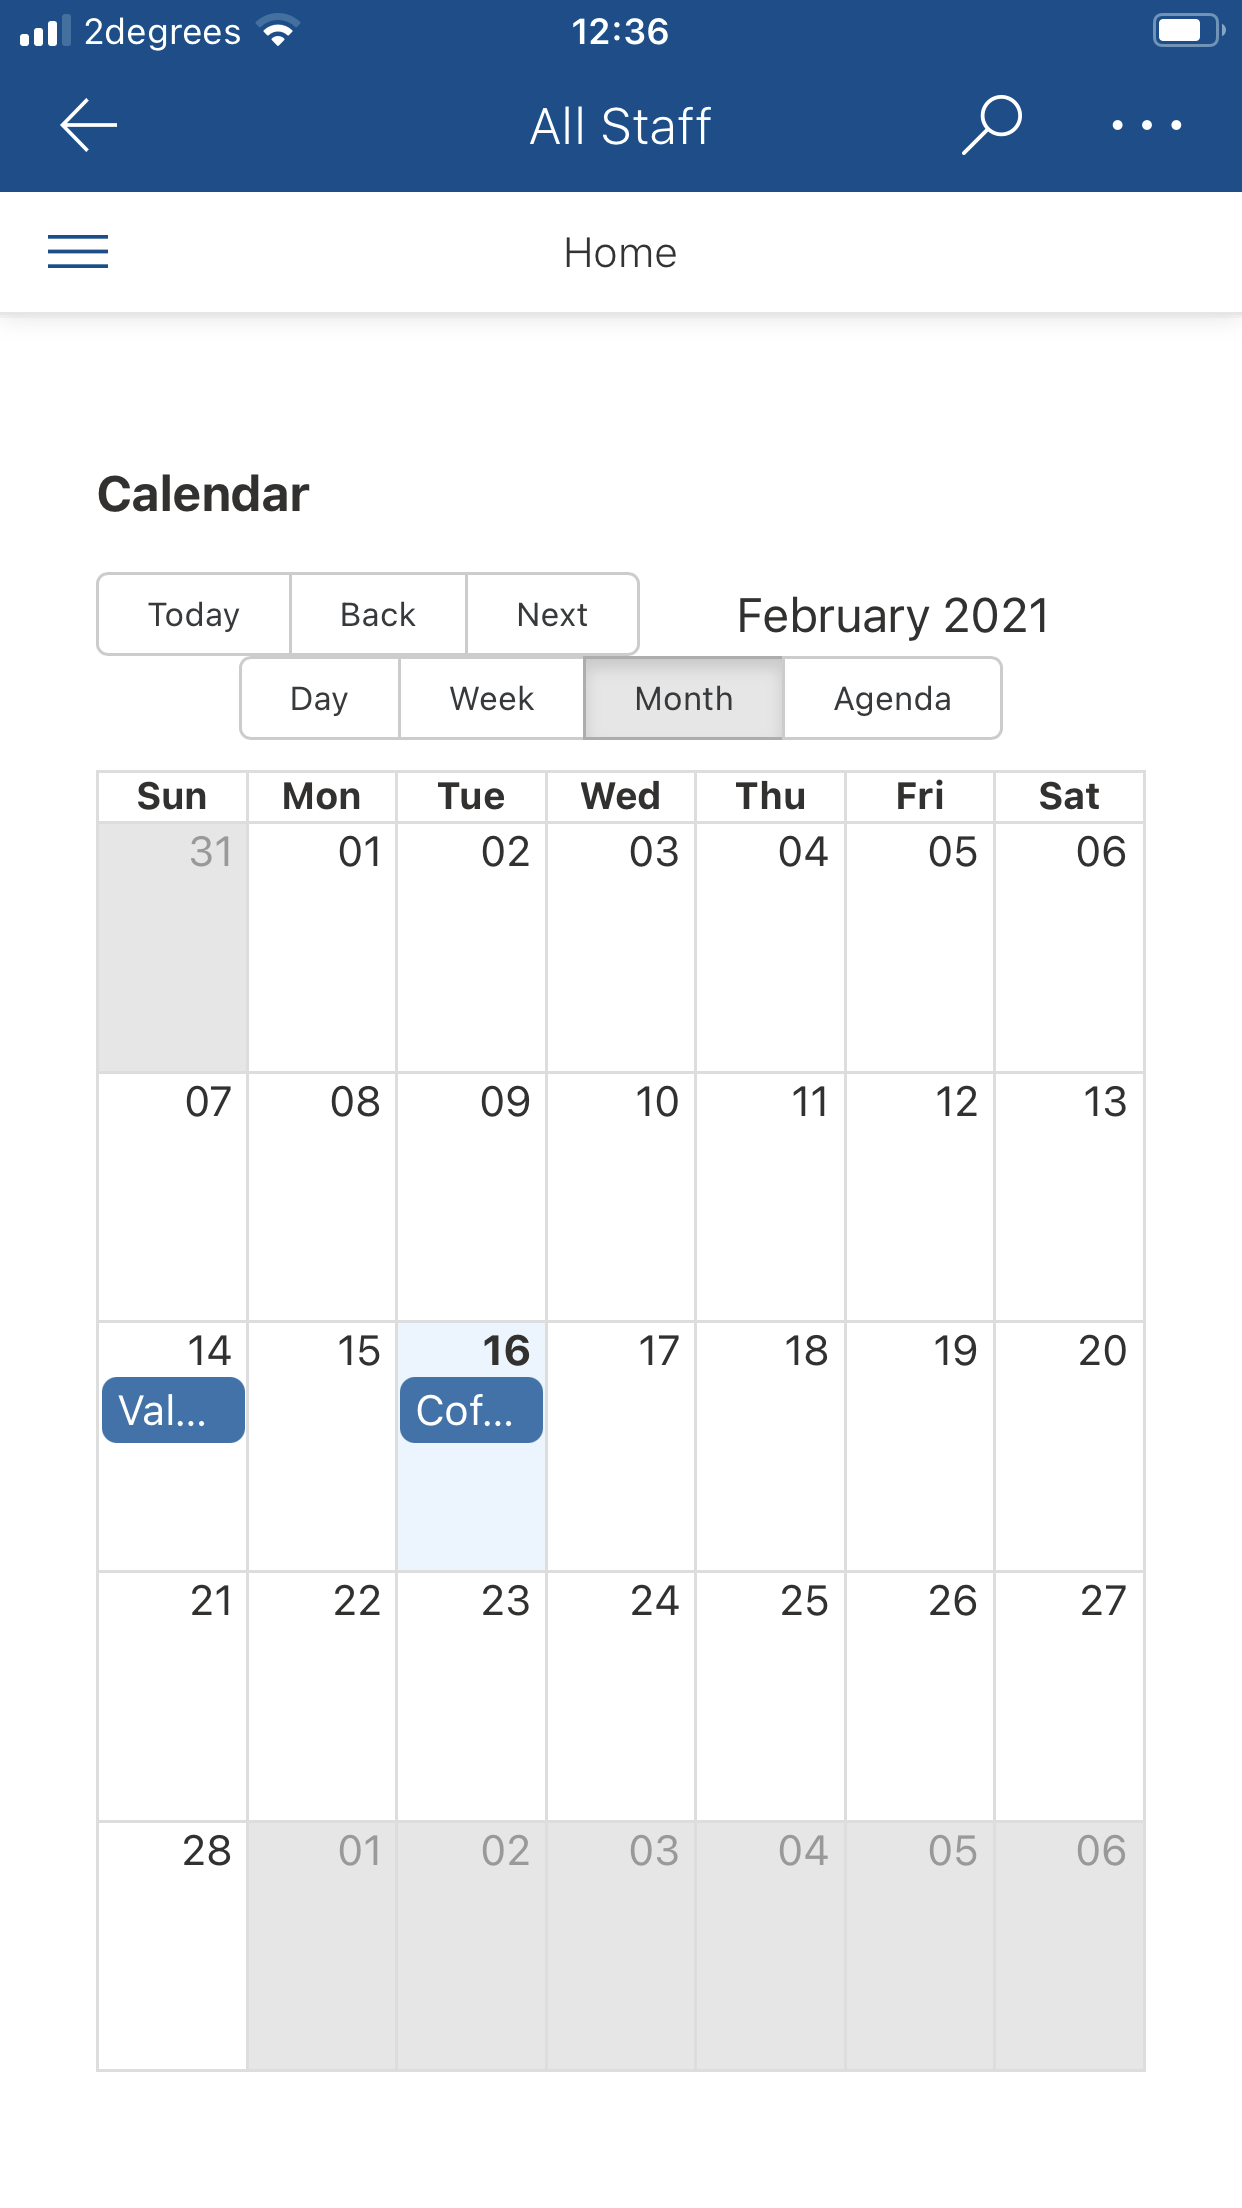 2degrees 12:36
All Staff
Home
Calendar
Today Back Next February 2021
Day Week Month Agenda
Sun Mon Tue Wed Thu Fri Sat
31 01 02 03 04 05 06
07 08 09 10 11 12 13
14 15 16 17 18 19 20
Val... Cof...
21 22 23 24 25 26 27
28 01 02 03 04 05 06